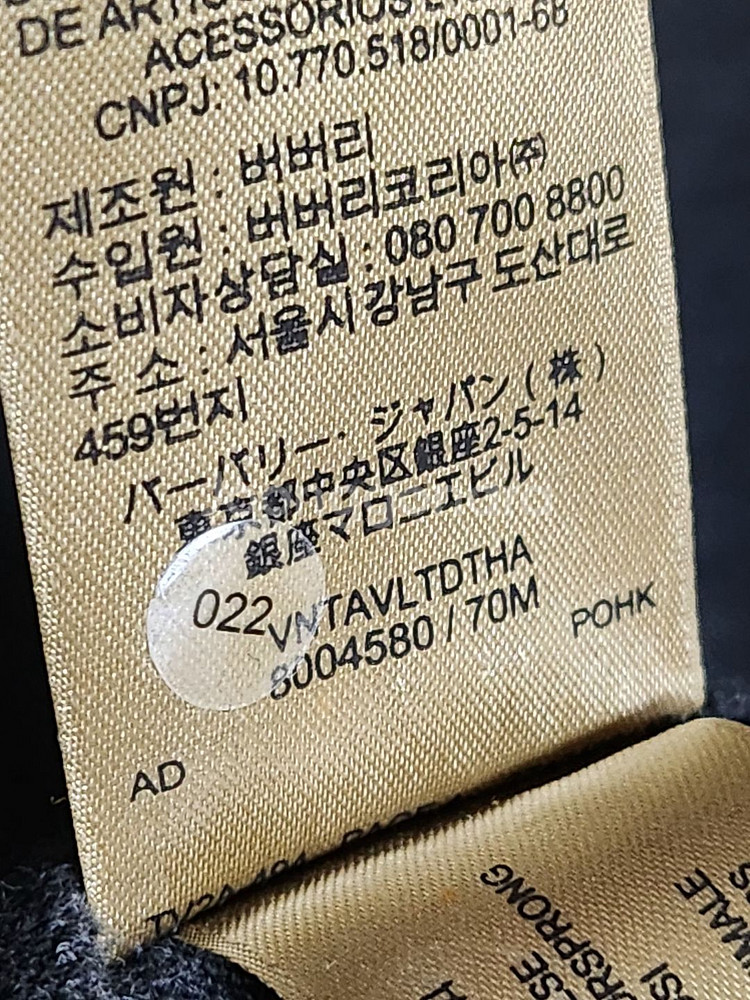 DE
ACESSÓRIOS
CNPJ: 10.770.518/0001-68
제조원 : 버버리
수입원 : 버버리코리아(주)
소비자상담실 : 080 700 8800
주 소 : 서울시 강남구 도산대로
459번지
バーバリー・ジャパン(株)
東京都中央区銀座2-5-14
銀座マロニエビル
022
VNTAVLTDTHA
8004580 / 70M
POHK
AD